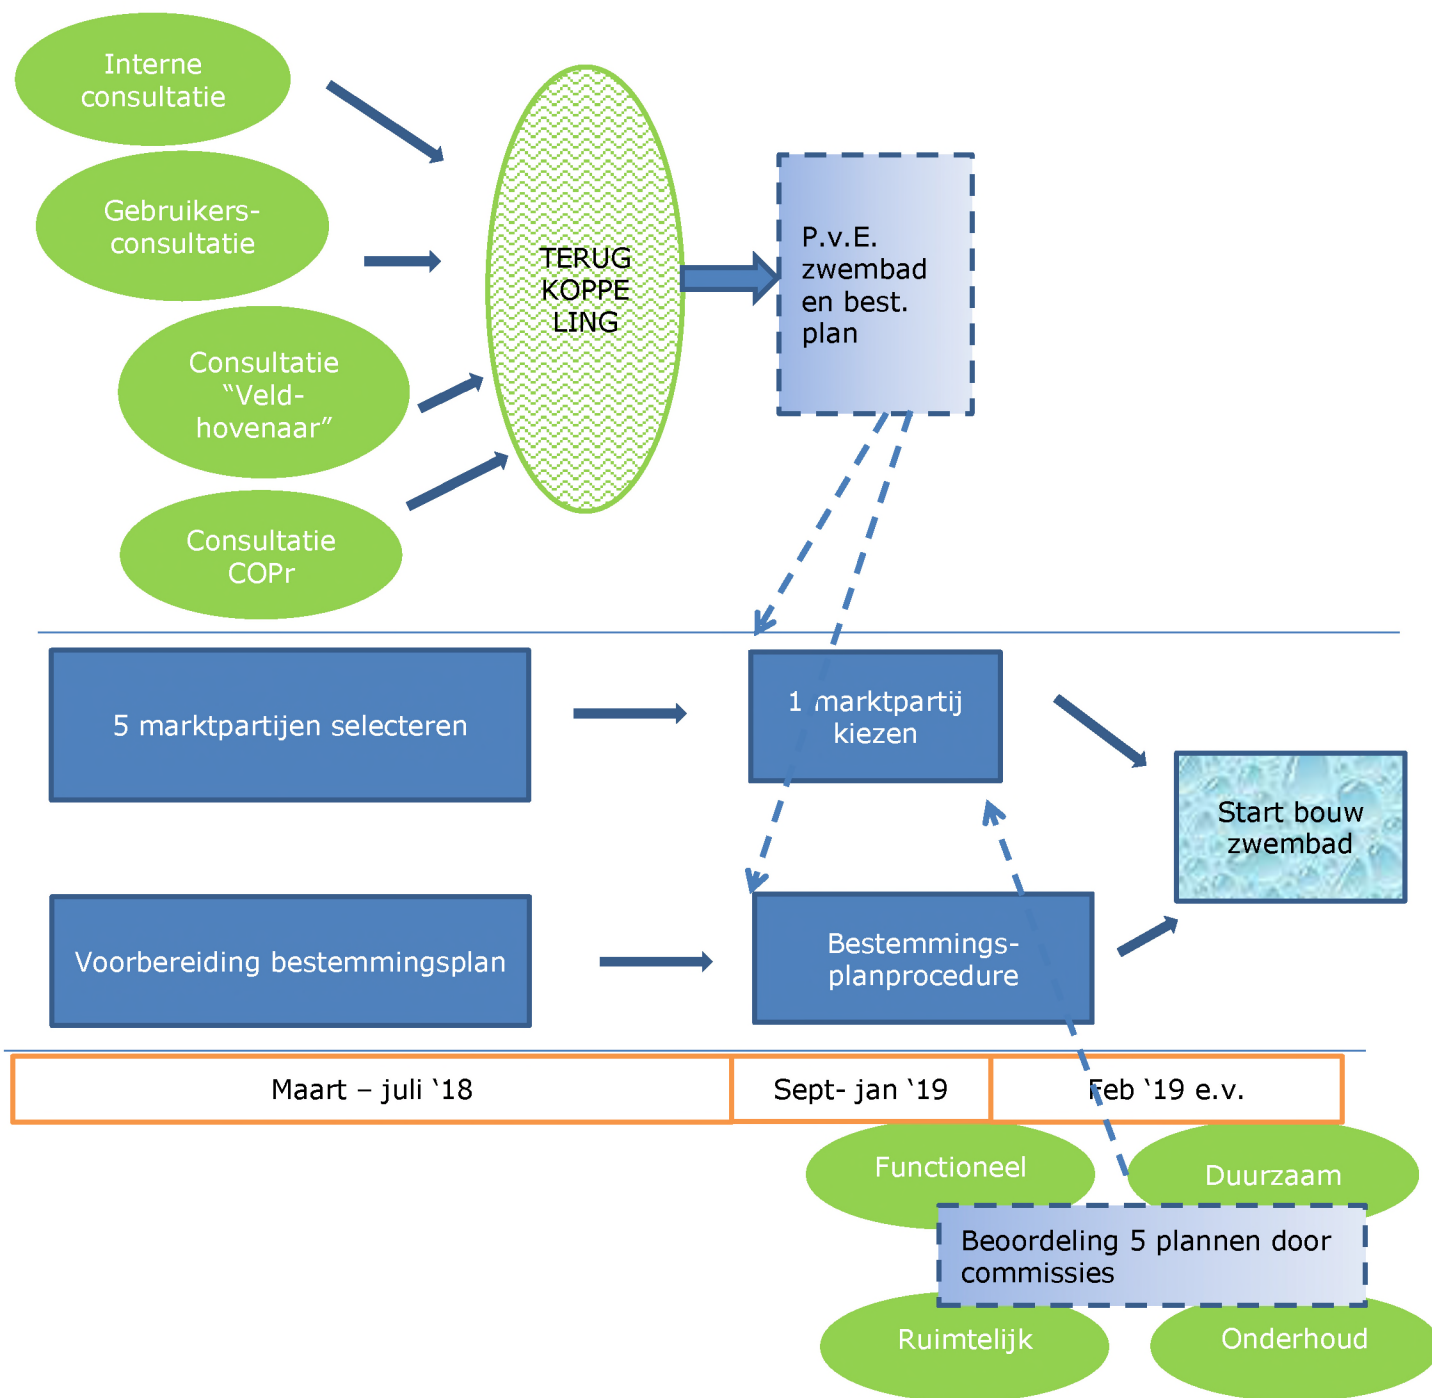 Interne
consultatie
Gebruikers-
consultatie
Consultatie
“Veld-
hovenaar”
Consultatie
COPr
TERUG
KOPPE
LING
P.v.E.
zwembad
en best.
plan
5 marktpartijen selecteren
1 marktpartij
kiezen
Start bouw
zwembad
Voorbereiding bestemmingsplan
Bestemmings-
planprocedure
Maart – juli ‘18
Sept- jan ‘19
Feb ‘19 e.v.
Functioneel
Duurzaam
Beoordeling 5 plannen door
commissies
Ruimtelijk
Onderhoud